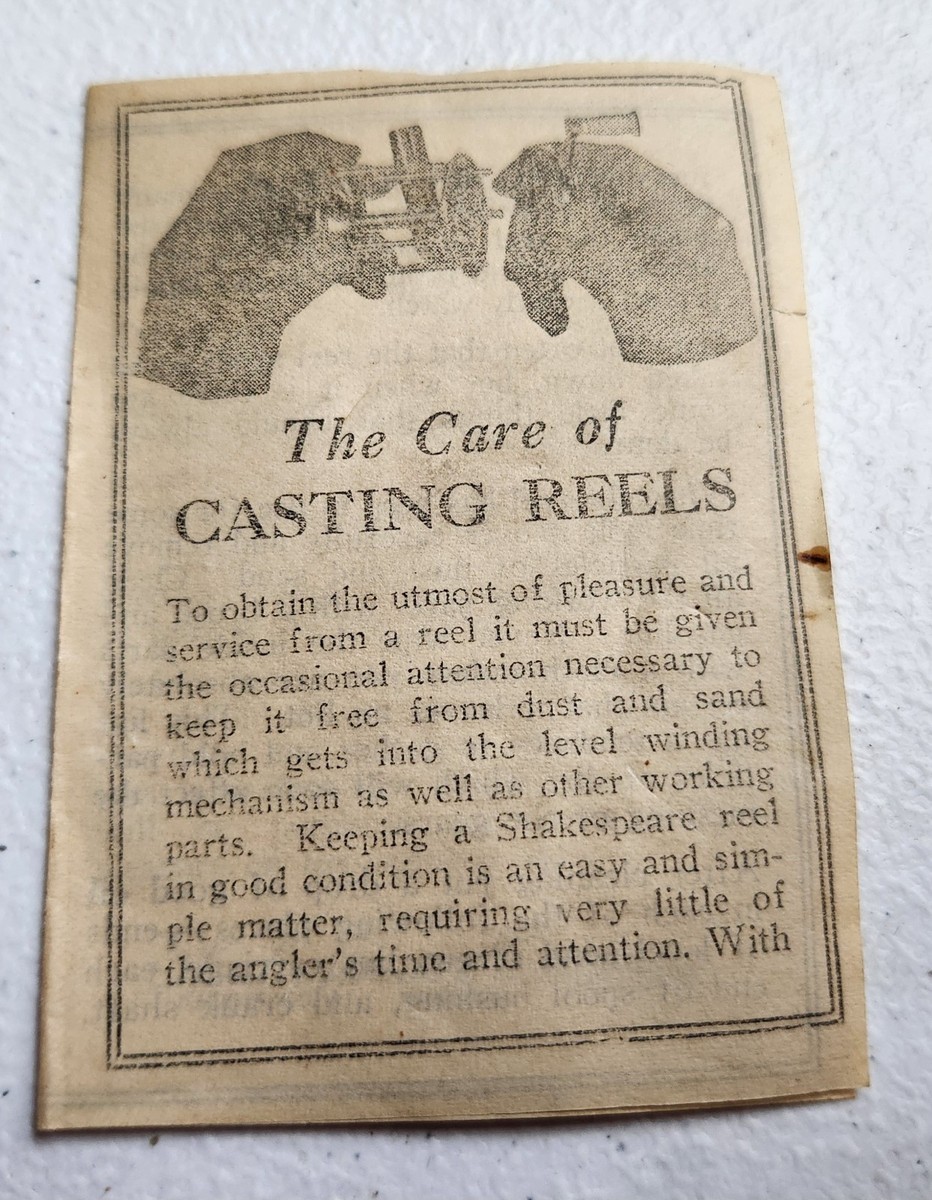 The Care of
CASTING REELS
To obtain the utmost of pleasure and
service from a reel it must be given
the occasional attention necessary to
keep it free from dust and sand
which gets into the level winding
mechanism as well as other working
parts. Keeping a Shakespeare reel
in good condition is an easy and sim-
ple matter, requiring very little of
the angler's time and attention. With